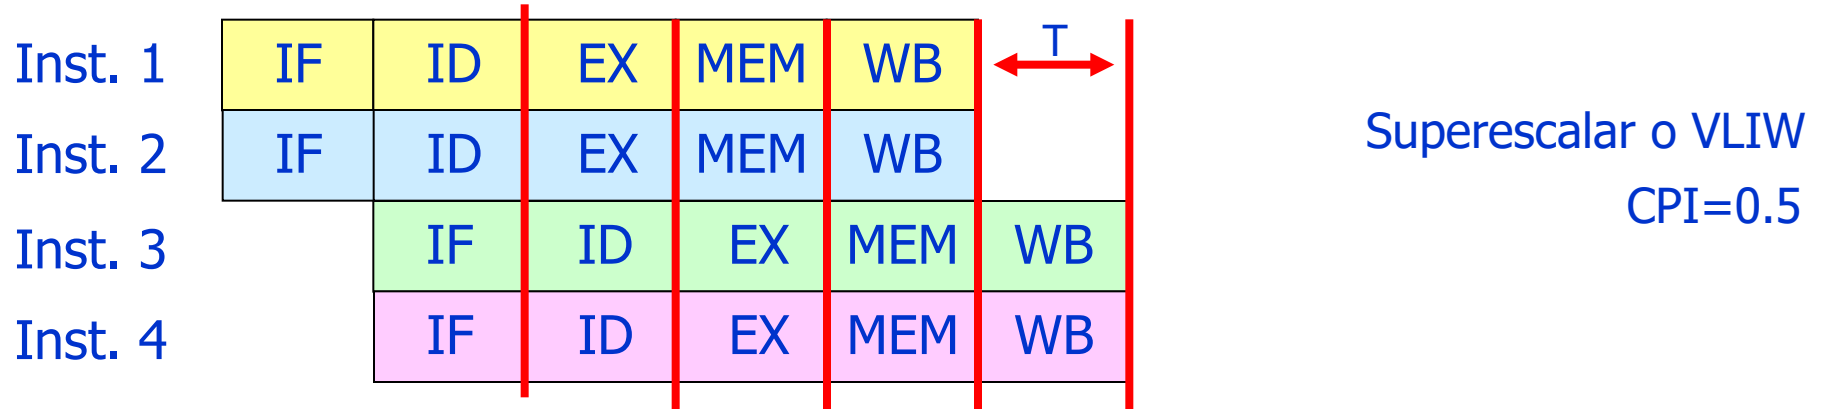 Inst. 1 IF ID EX MEM WB T
Inst. 2 IF ID EX MEM WB
Inst. 3 IF ID EX MEM WB
Inst. 4 IF ID EX MEM WB
Superescalar o VLIW
CPI=0.5